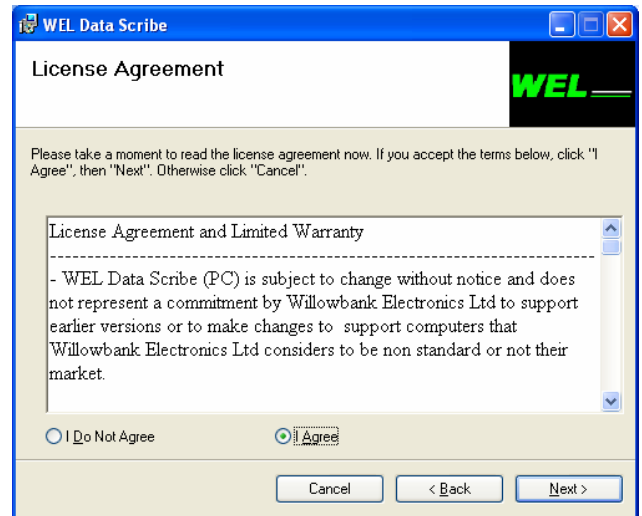 WEL Data Scribe
License Agreement
WEL
Please take a moment to read the license agreement now. If you accept the terms below, click "I
Agree", then "Next". Otherwise click "Cancel".
License Agreement and Limited Warranty
--------------------------------------------------------------------------------
- WEL Data Scribe (PC) is subject to change without notice and does
not represent a commitment by Willowbank Electronics Ltd to support
earlier versions or to make changes to  support computers that
Willowbank Electronics Ltd considers to be non standard or not their
market.
I Do Not Agree
I Agree
Cancel
< Back
Next >